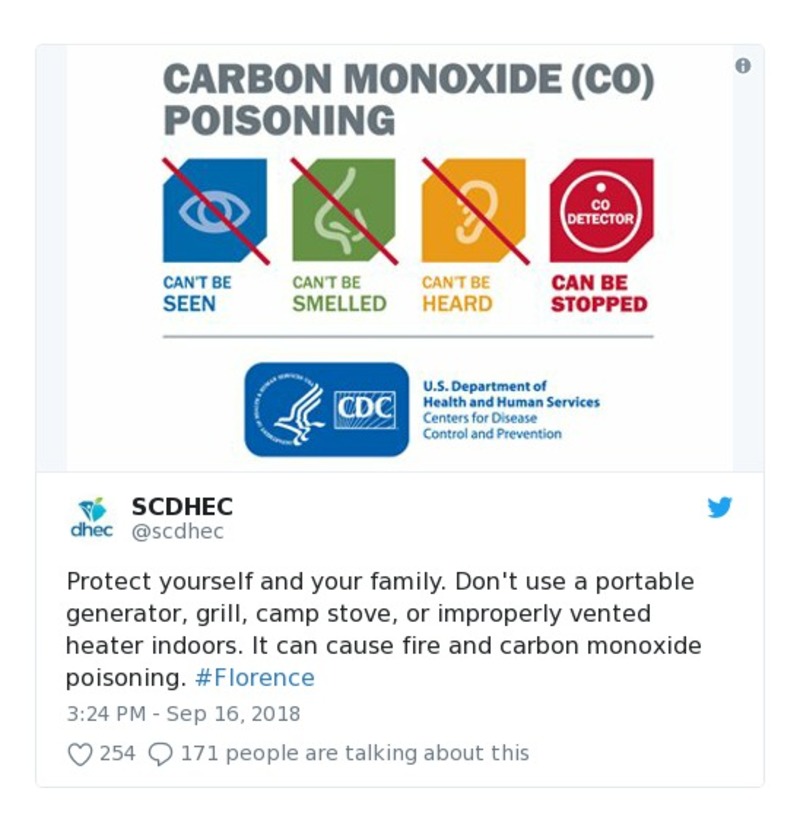 CARBON MONOXIDE (CO)
POISONING
CO
DETECTOR
CAN'T BE
SEEN
CAN'T BE
SMELLED
CAN'T BE
HEARD
CAN BE
STOPPED
CDC
U.S. Department of
Health and Human Services
Centers for Disease
Control and Prevention
SCDHEC
dhec
@scdhec
Protect yourself and your family. Don't use a portable
generator, grill, camp stove, or improperly vented
heater indoors. It can cause fire and carbon monoxide
poisoning. #Florence
3:24 PM - Sep 16, 2018
254 171 people are talking about this